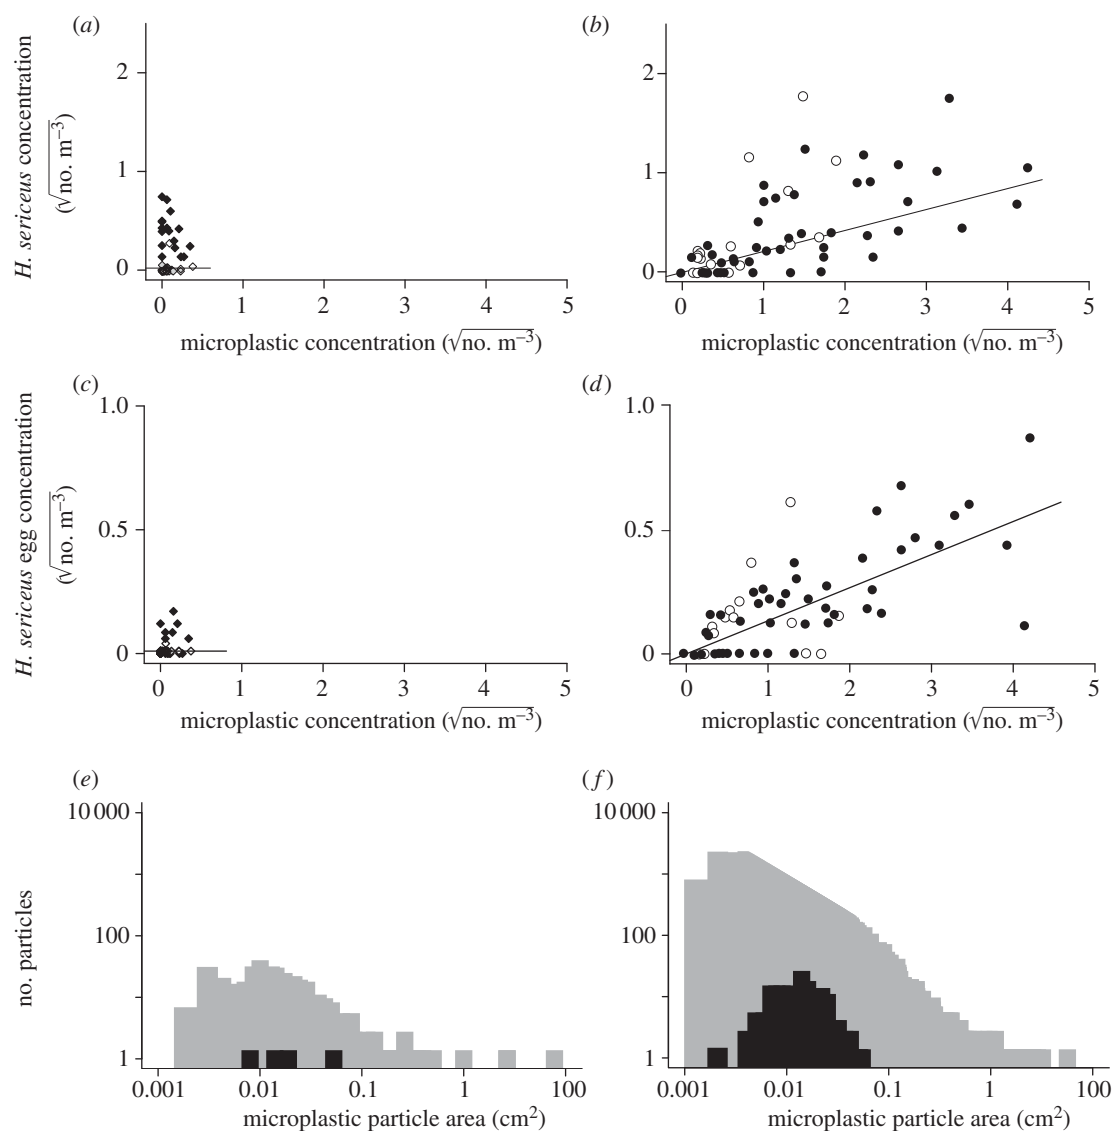 (a) (b)
H. sericeus concentration
(√no. m⁻³)
2 2
1 1
0 0
0 1 2 3 4 5 0 1 2 3 4 5
microplastic concentration (√no. m⁻³) microplastic concentration (√no. m⁻³)
(c) (d)
H. sericeus egg concentration
(√no. m⁻³)
1.0 1.0
0.5 0.5
0 0
0 1 2 3 4 5 0 1 2 3 4 5
microplastic concentration (√no. m⁻³) microplastic concentration (√no. m⁻³)
(e) (f)
no. particles
10 000 10 000
100 100
1 1
0.001 0.01 0.1 1 100 0.001 0.01 0.1 1 100
microplastic particle area (cm²) microplastic particle area (cm²)